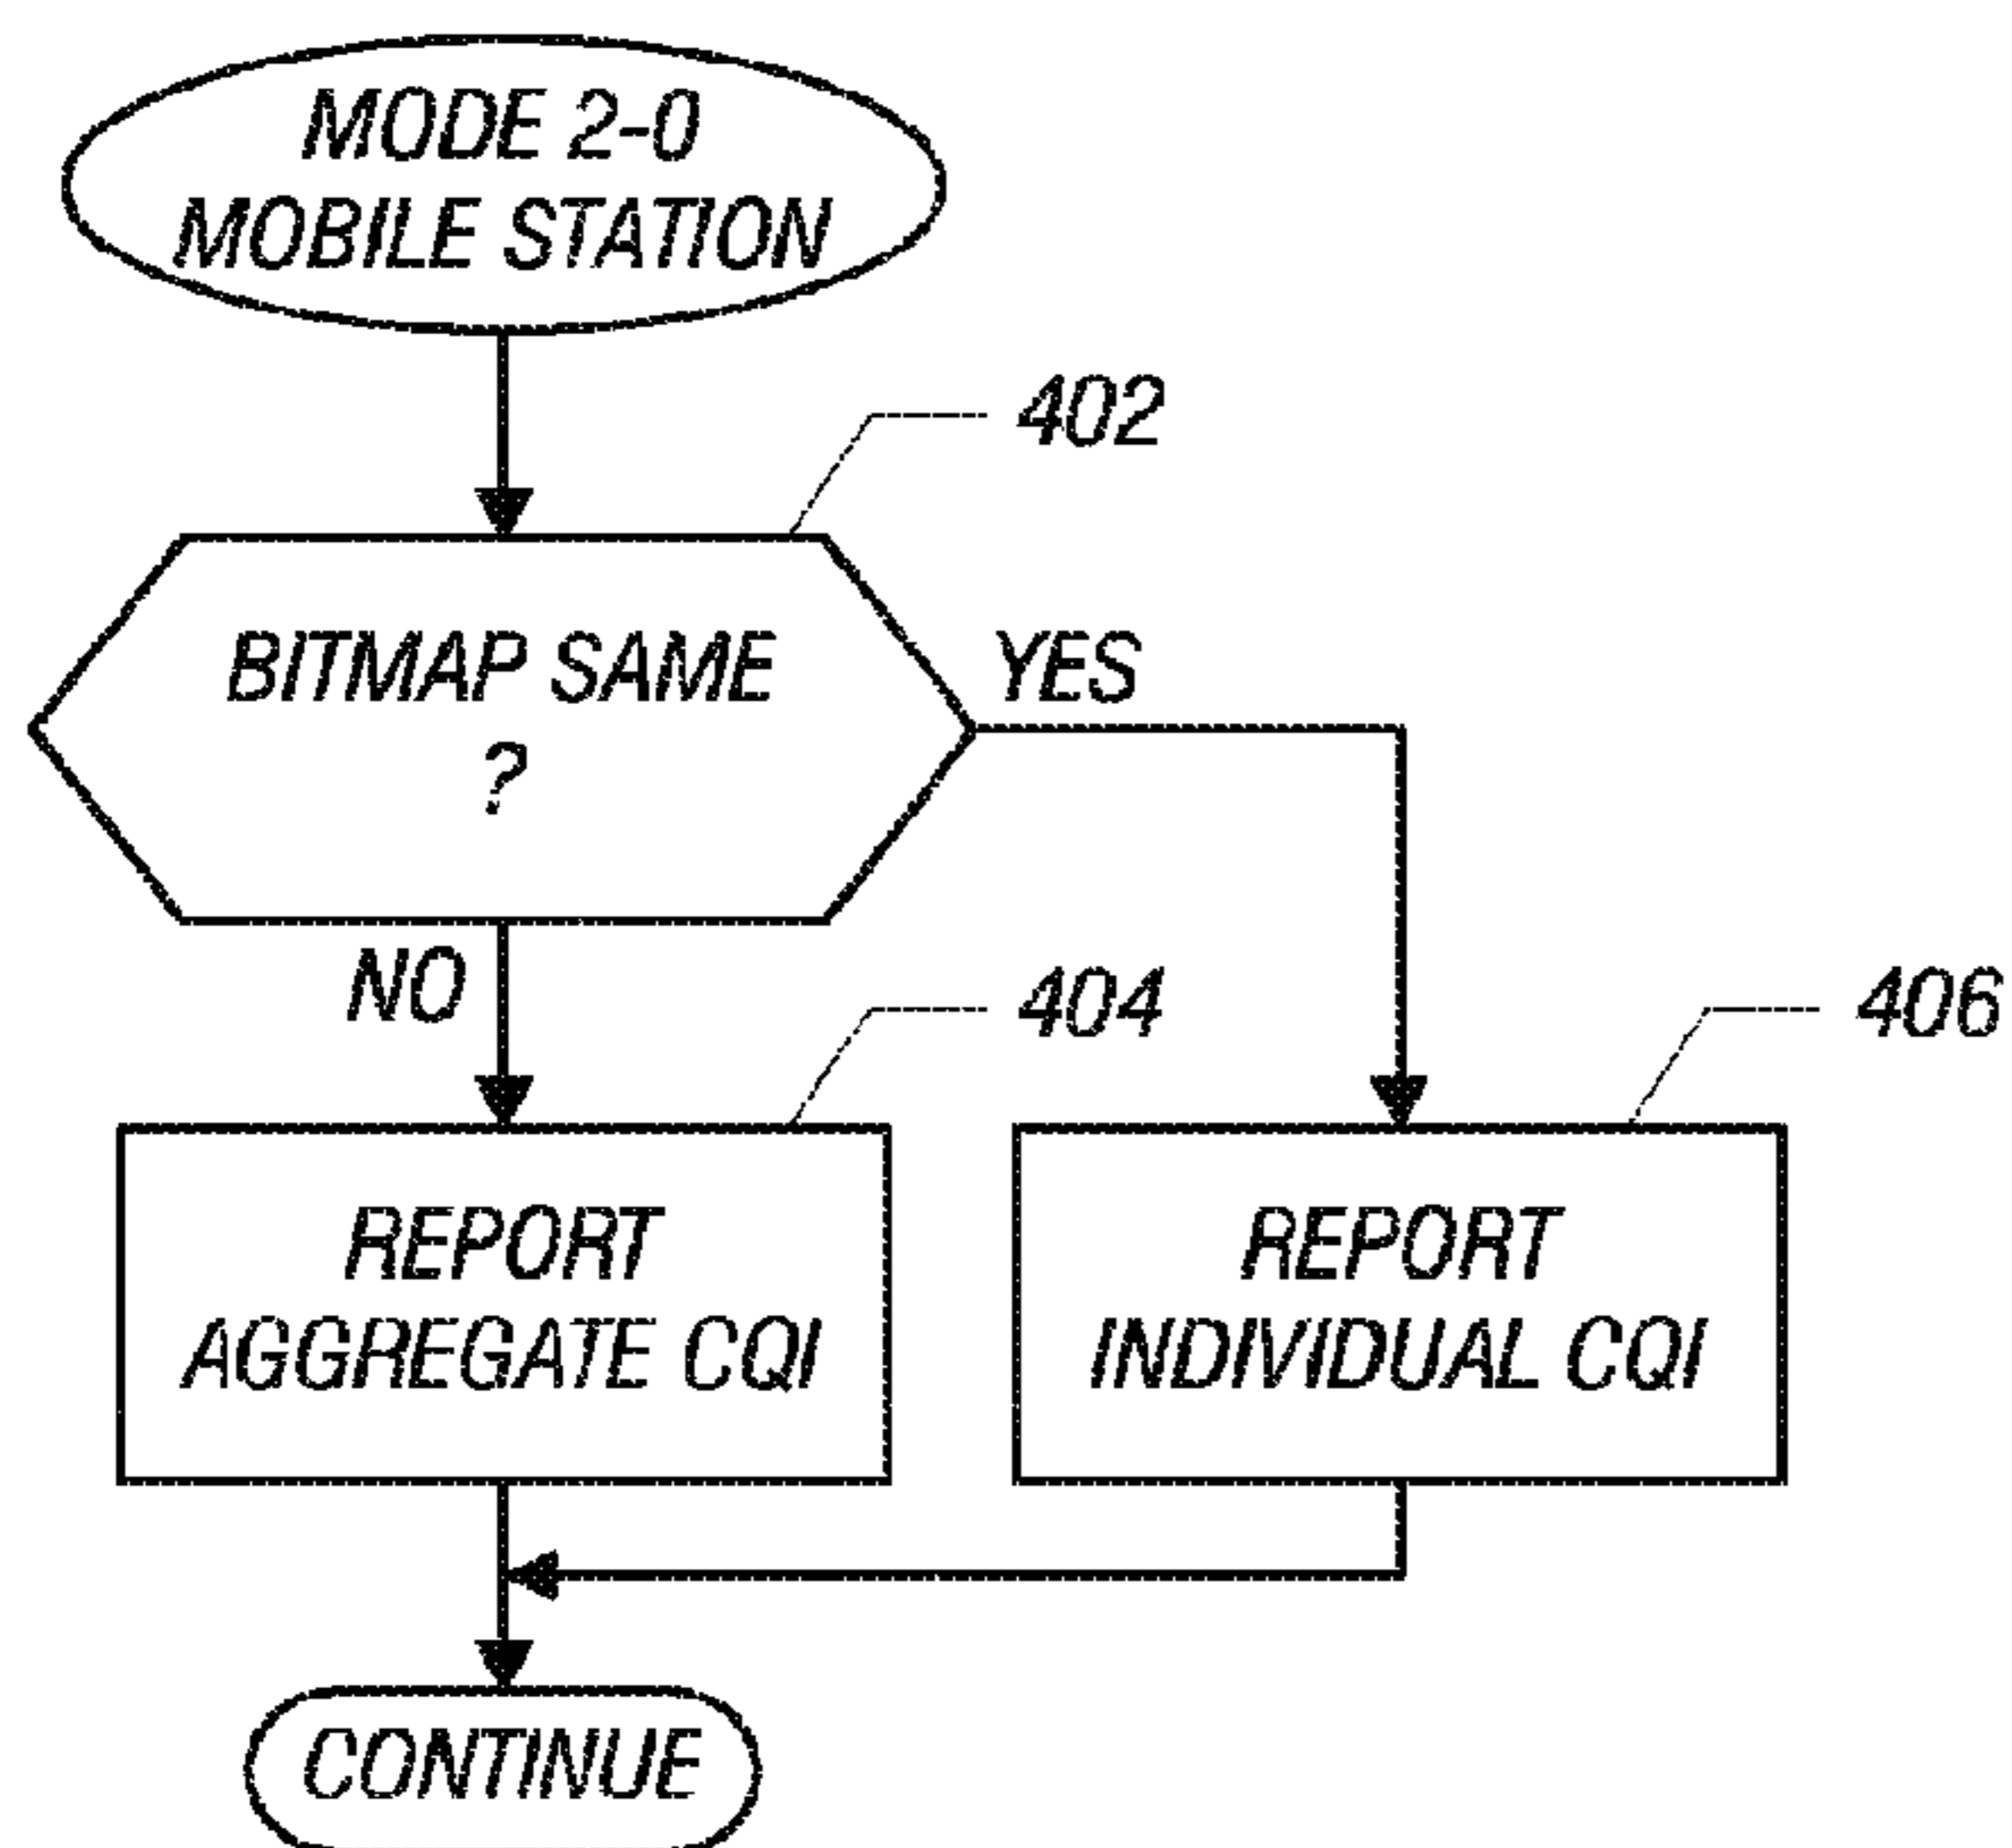 MODE 2-0
MOBILE STATION
402
BITMAP SAME
?
YES
NO
404
406
REPORT
AGGREGATE CQI
REPORT
INDIVIDUAL CQI
CONTINUE